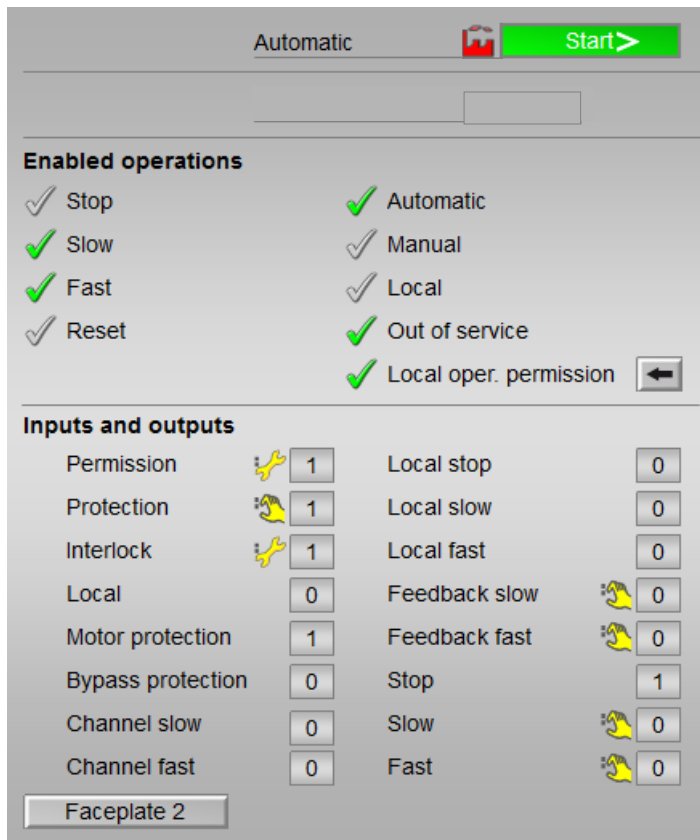 Automatic Start>
Enabled operations
Stop Automatic
Slow Manual
Fast Local
Reset Out of service
Local oper. permission
Inputs and outputs
Permission 1 Local stop 0
Protection 1 Local slow 0
Interlock 1 Local fast 0
Local 0 Feedback slow 0
Motor protection 1 Feedback fast 0
Bypass protection 0 Stop 1
Channel slow 0 Slow 0
Channel fast 0 Fast 0
Faceplate 2